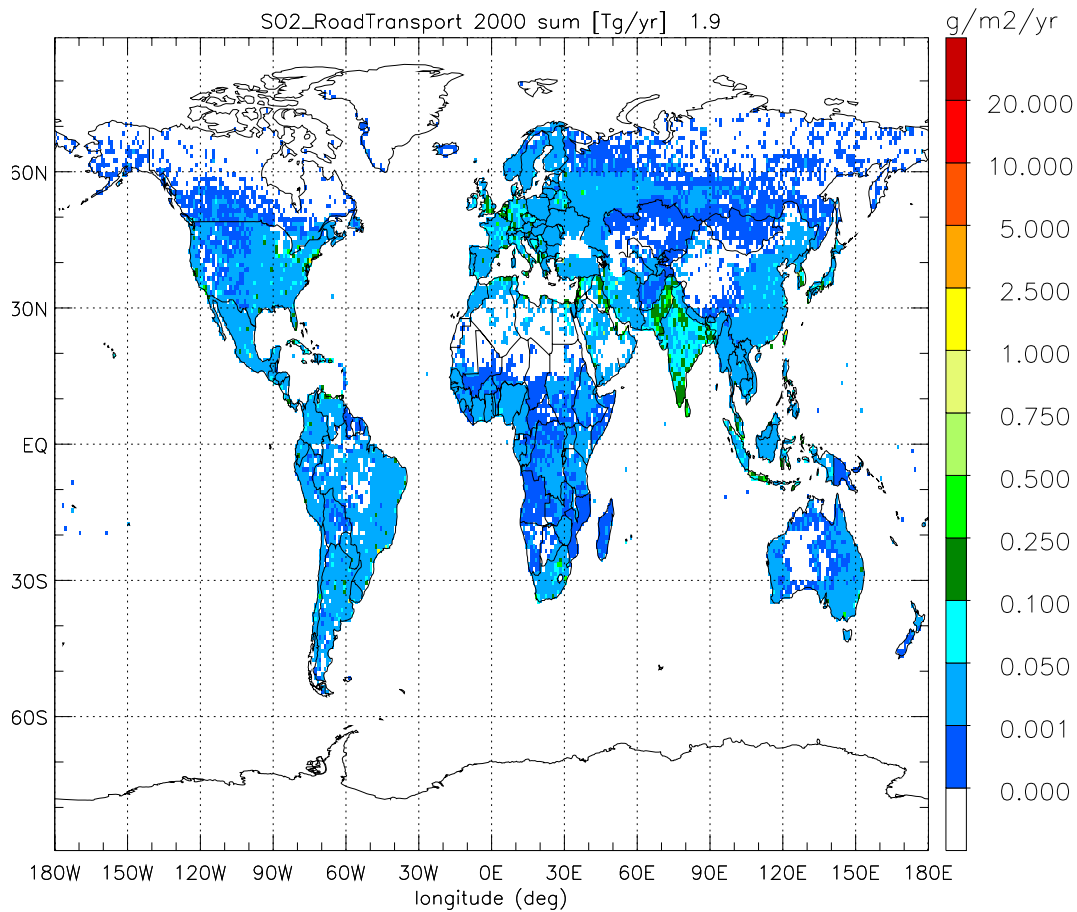 SO2_RoadTransport 2000 sum [Tg/yr] 1.9
g/m2/yr
20.000
10.000
5.000
2.500
1.000
0.750
0.500
0.250
0.100
0.050
0.001
0.000
60N
30N
EQ
30S
60S
180W 150W 120W 90W 60W 30W 0E 30E 60E 90E 120E 150E 180E
longitude (deg)